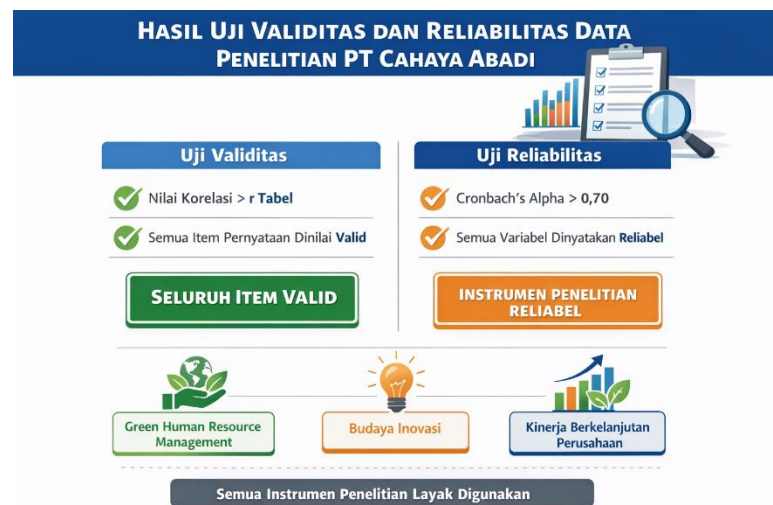 HASIL UJI VALIDITAS DAN RELIABILITAS DATA
PENELITIAN PT CAHAYA ABADI
Uji Validitas
Nilai Korelasi > r Tabel
Semua Item Pernyataan Dinilai Valid
SELURUH ITEM VALID
Uji Reliabilitas
Cronbach's Alpha > 0,70
Semua Variabel Dinyatakan Reliabel
INSTRUMEN PENELITIAN
RELIABEL
Green Human Resource
Management
Budaya Inovasi
Kinerja Berkelanjutan
Perusahaan
Semua Instrumen Penelitian Layak Digunakan